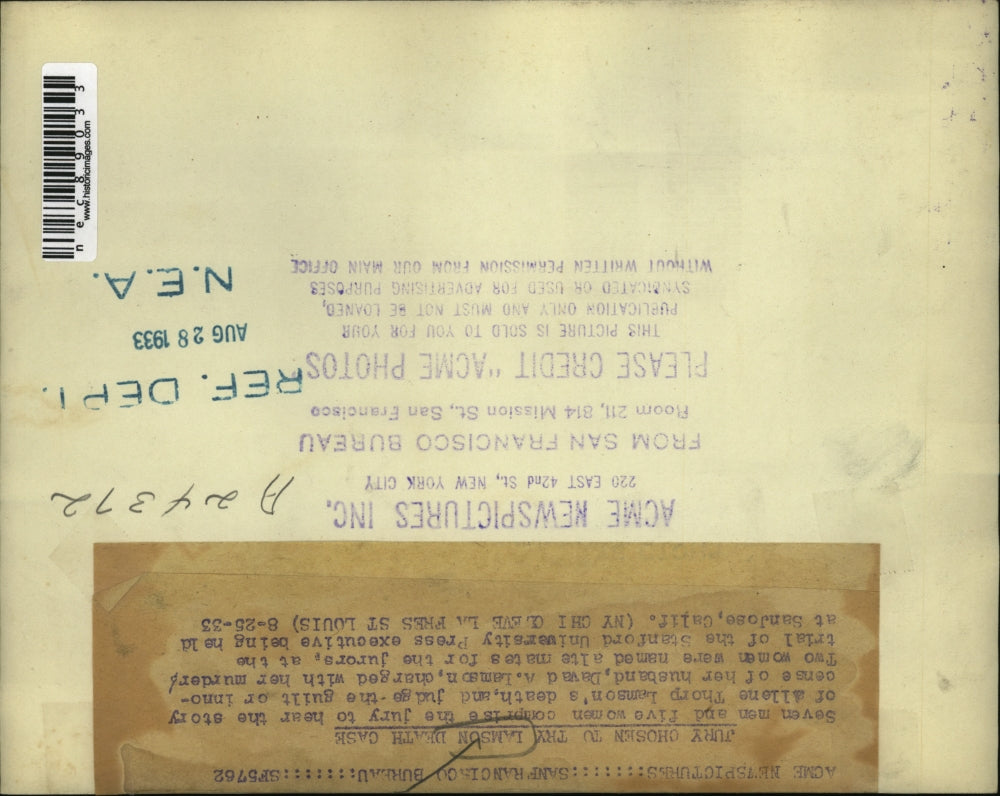 ACME NEWSPICTURES::::::::SANFRANCISCO BUREAU::::::::SF5762
JURY CHOSEN TO TRY LAMSON DEATH CASE
Seven men and five women comprise the jury to hear the story
of Allene Thorp Lamson's death,and judge the guilt or inno-
cense of her husband,David A.Lamson,charged with her murder;
Two women were named alte mates for the jurors, at the
trial of the Stanford University Press executive being held
at SanJose,Calif. (NY CHI CLEVE LA PRES ST LOUIS) 8-25-33
ACME NEWSPICTURES INC.
220 EAST 42nd St, NEW YORK CITY
A24372
FROM SAN FRANCISCO BUREAU
Room 211, 814 Mission St., San Francisco
PLEASE CREDIT "ACME PHOTOS
THIS PICTURE IS SOLD TO YOU FOR YOUR
PUBLICATION ONLY AND MUST NOT BE LOANED,
SYNDICATED OR USED FOR ADVERTISING PURPOSES
WITHOUT WRITTEN PERMISSION FROM OUR MAIN OFFICE
REF. DEPT.
AUG 28 1933
N.E.A.
nec89033
www.historicimages.com